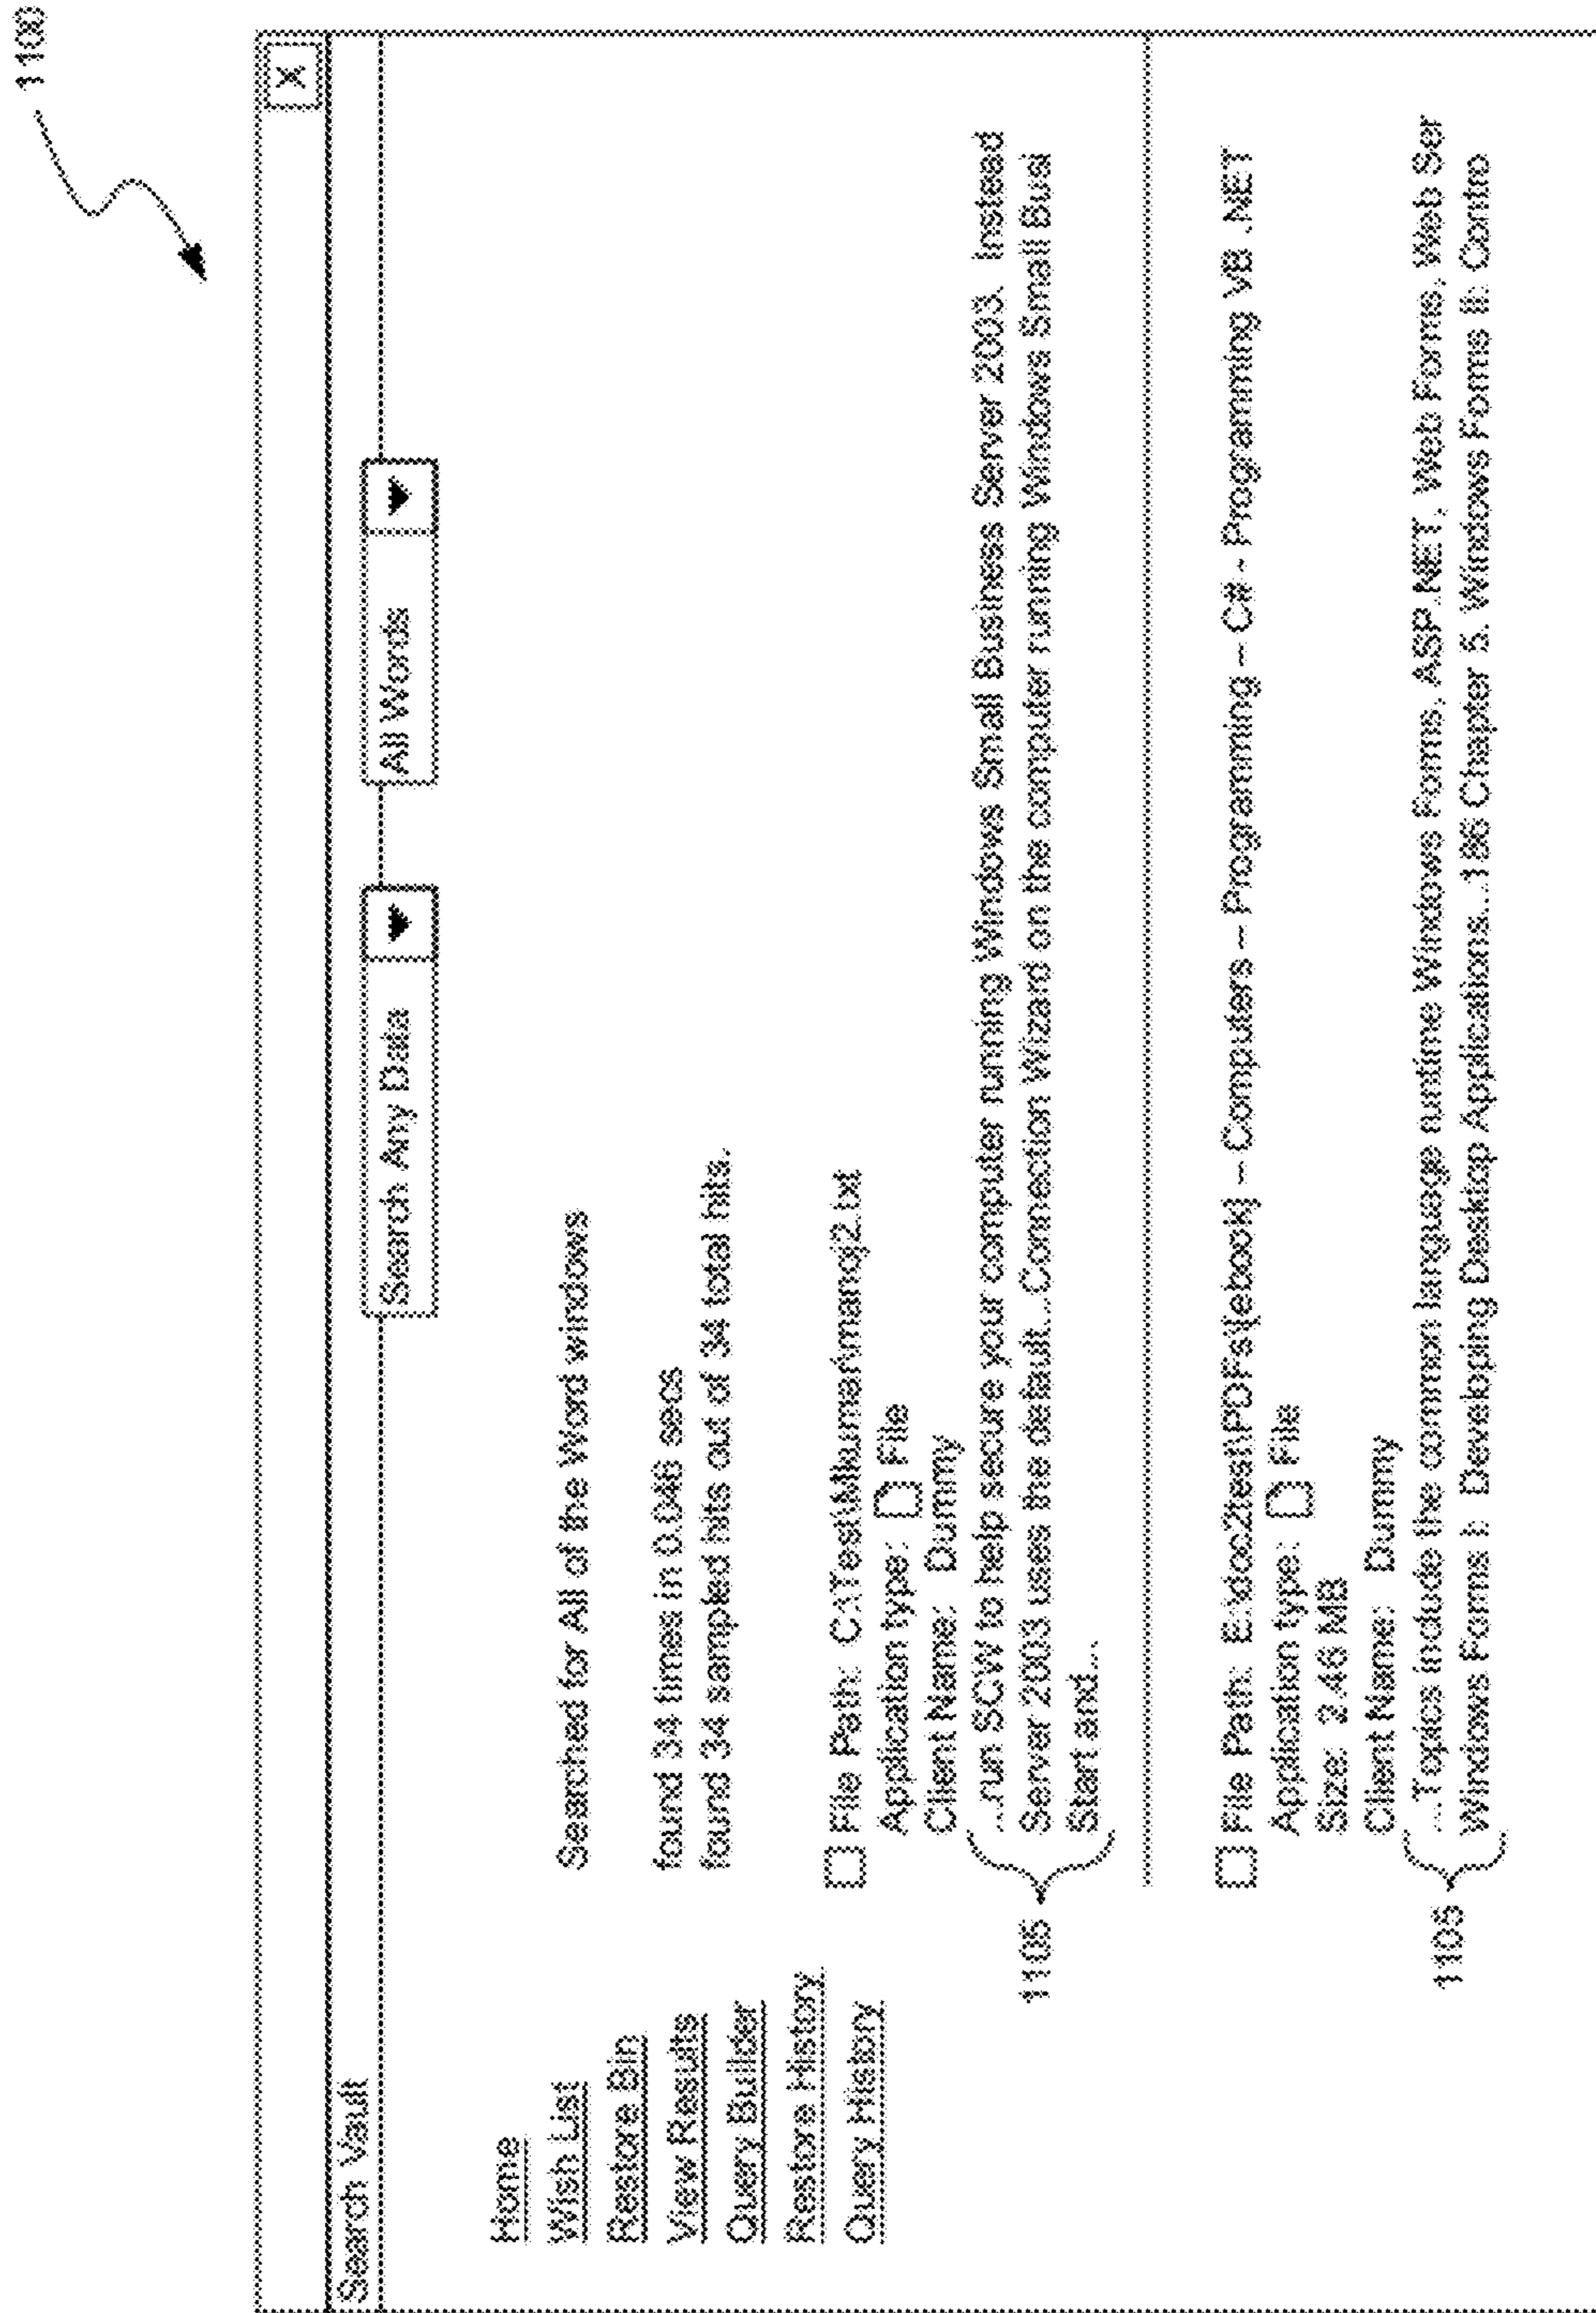 1100
X
Search Vault
Search Any Data
All Words
Home
Wish List
Restore Bin
View Results
Query Builder
Restore History
Query History
Searched for All of the Word windows
found 34 times in 0.046 secs
found 34 sampled hits out of 34 total hits.
File Path: C:\Test\Mkumar\manoj2.txt
Application type: File
Client Name: Dummy
...run SCW to help secure your computer running Windows Small Business Server 2003. Instead
Server 2003 uses the default...Connection Wizard on the computer running Windows Small Busi
Start and...
1105
File Path: E:\doc2test\PDFs\ – Computers – Programming – C# - Programming VB .NET
Application type: File
Size: 2.46 MB
Client Name: Dummy
...Topics include the common language runtime Windows Forms, ASP.NET, Web Forms, Web Ser
Windows Forms I: Developing Desktop Applications...186 Chapter 5. Windows Forms II: Contro
1105